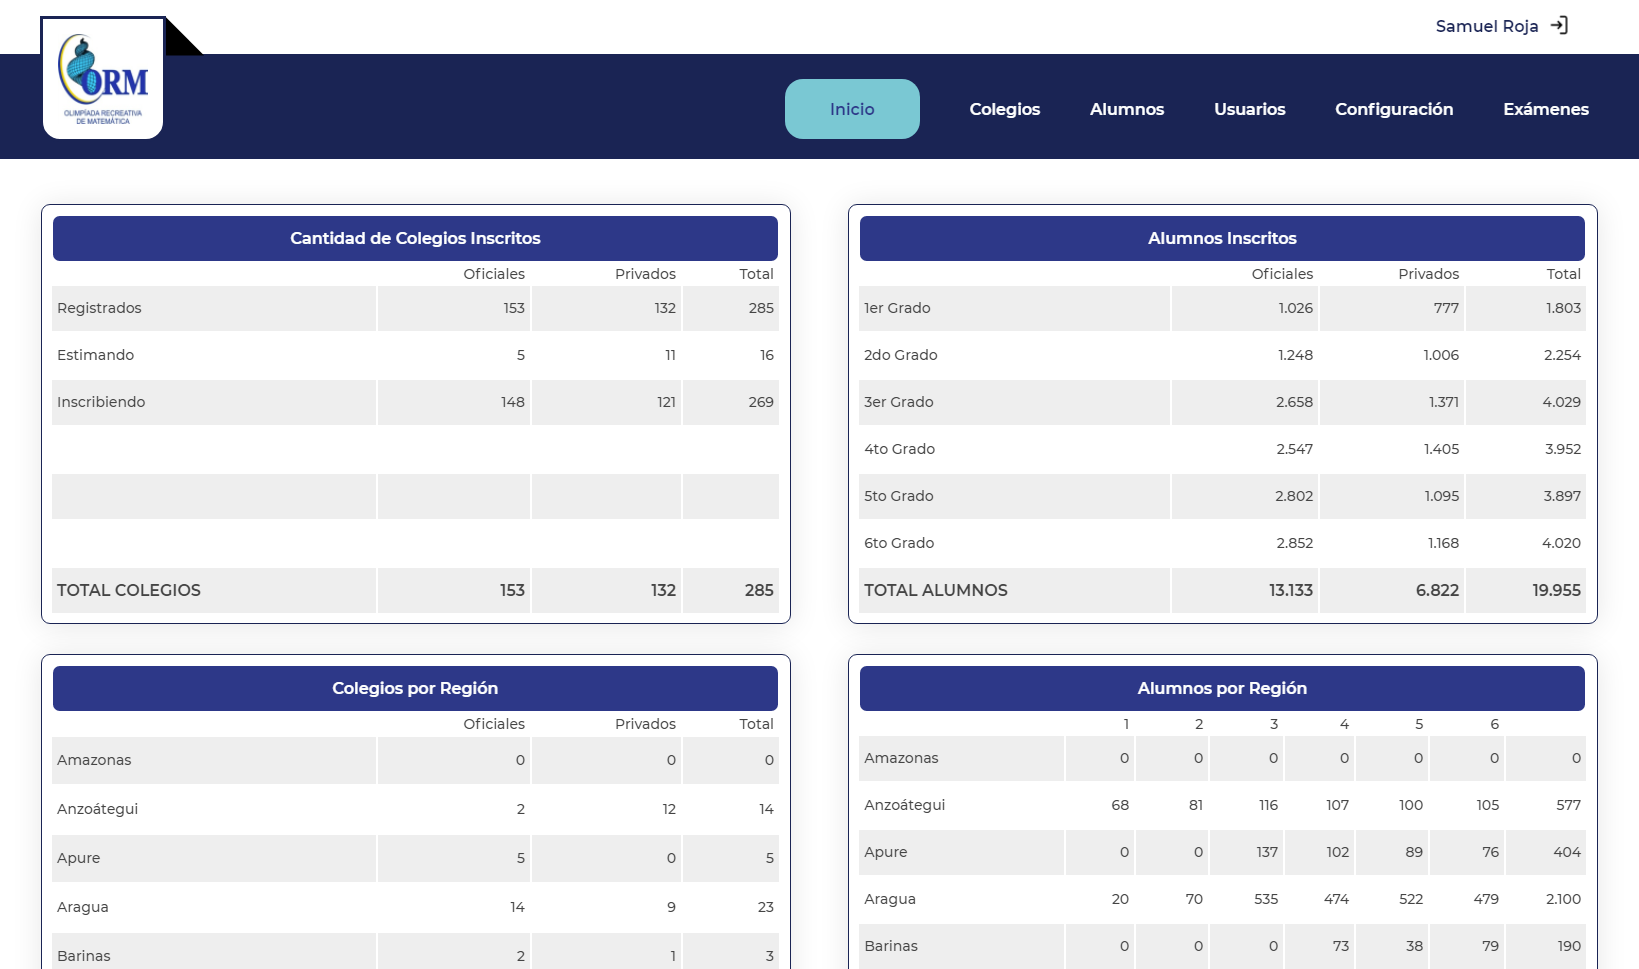 Samuel Roja
ORM
OLIMPÍADA RECREATIVA
DE MATEMÁTICA
Inicio Colegios Alumnos Usuarios Configuración Exámenes
Cantidad de Colegios Inscritos
Oficiales Privados Total
Registrados 153 132 285
Estimando 5 11 16
Inscribiendo 148 121 269
TOTAL COLEGIOS 153 132 285
Alumnos Inscritos
Oficiales Privados Total
1er Grado 1.026 777 1.803
2do Grado 1.248 1.006 2.254
3er Grado 2.658 1.371 4.029
4to Grado 2.547 1.405 3.952
5to Grado 2.802 1.095 3.897
6to Grado 2.852 1.168 4.020
TOTAL ALUMNOS 13.133 6.822 19.955
Colegios por Región
Oficiales Privados Total
Amazonas 0 0 0
Anzoátegui 2 12 14
Apure 5 0 5
Aragua 14 9 23
Barinas 2 1 3
Alumnos por Región
1 2 3 4 5 6
Amazonas 0 0 0 0 0 0 0
Anzoátegui 68 81 116 107 100 105 577
Apure 0 0 137 102 89 76 404
Aragua 20 70 535 474 522 479 2.100
Barinas 0 0 0 73 38 79 190